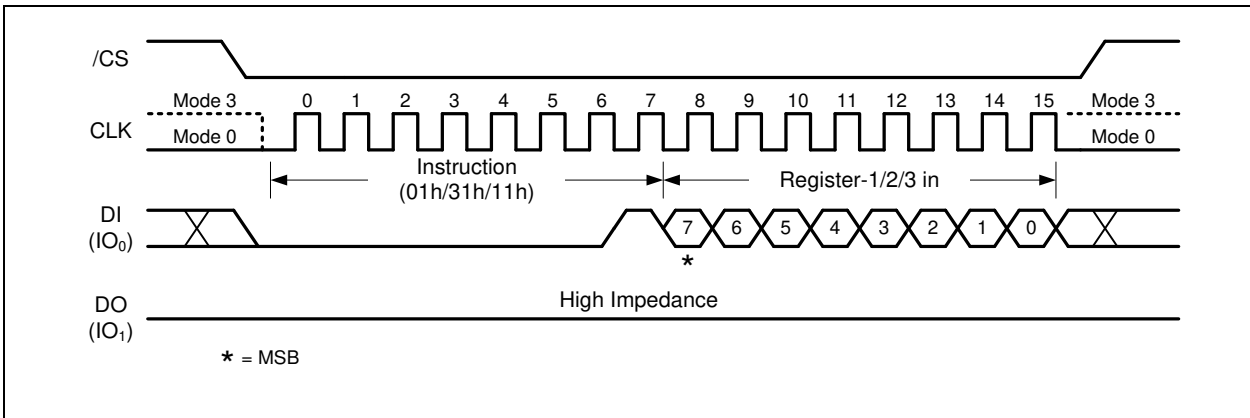 /CS
Mode 3 0 1 2 3 4 5 6 7 8 9 10 11 12 13 14 15 Mode 3
CLK
Mode 0 Mode 0
Instruction
(01h/31h/11h)
Register-1/2/3 in
DI
(IO₀)
7 6 5 4 3 2 1 0
*
High Impedance
DO
(IO₁)
* = MSB